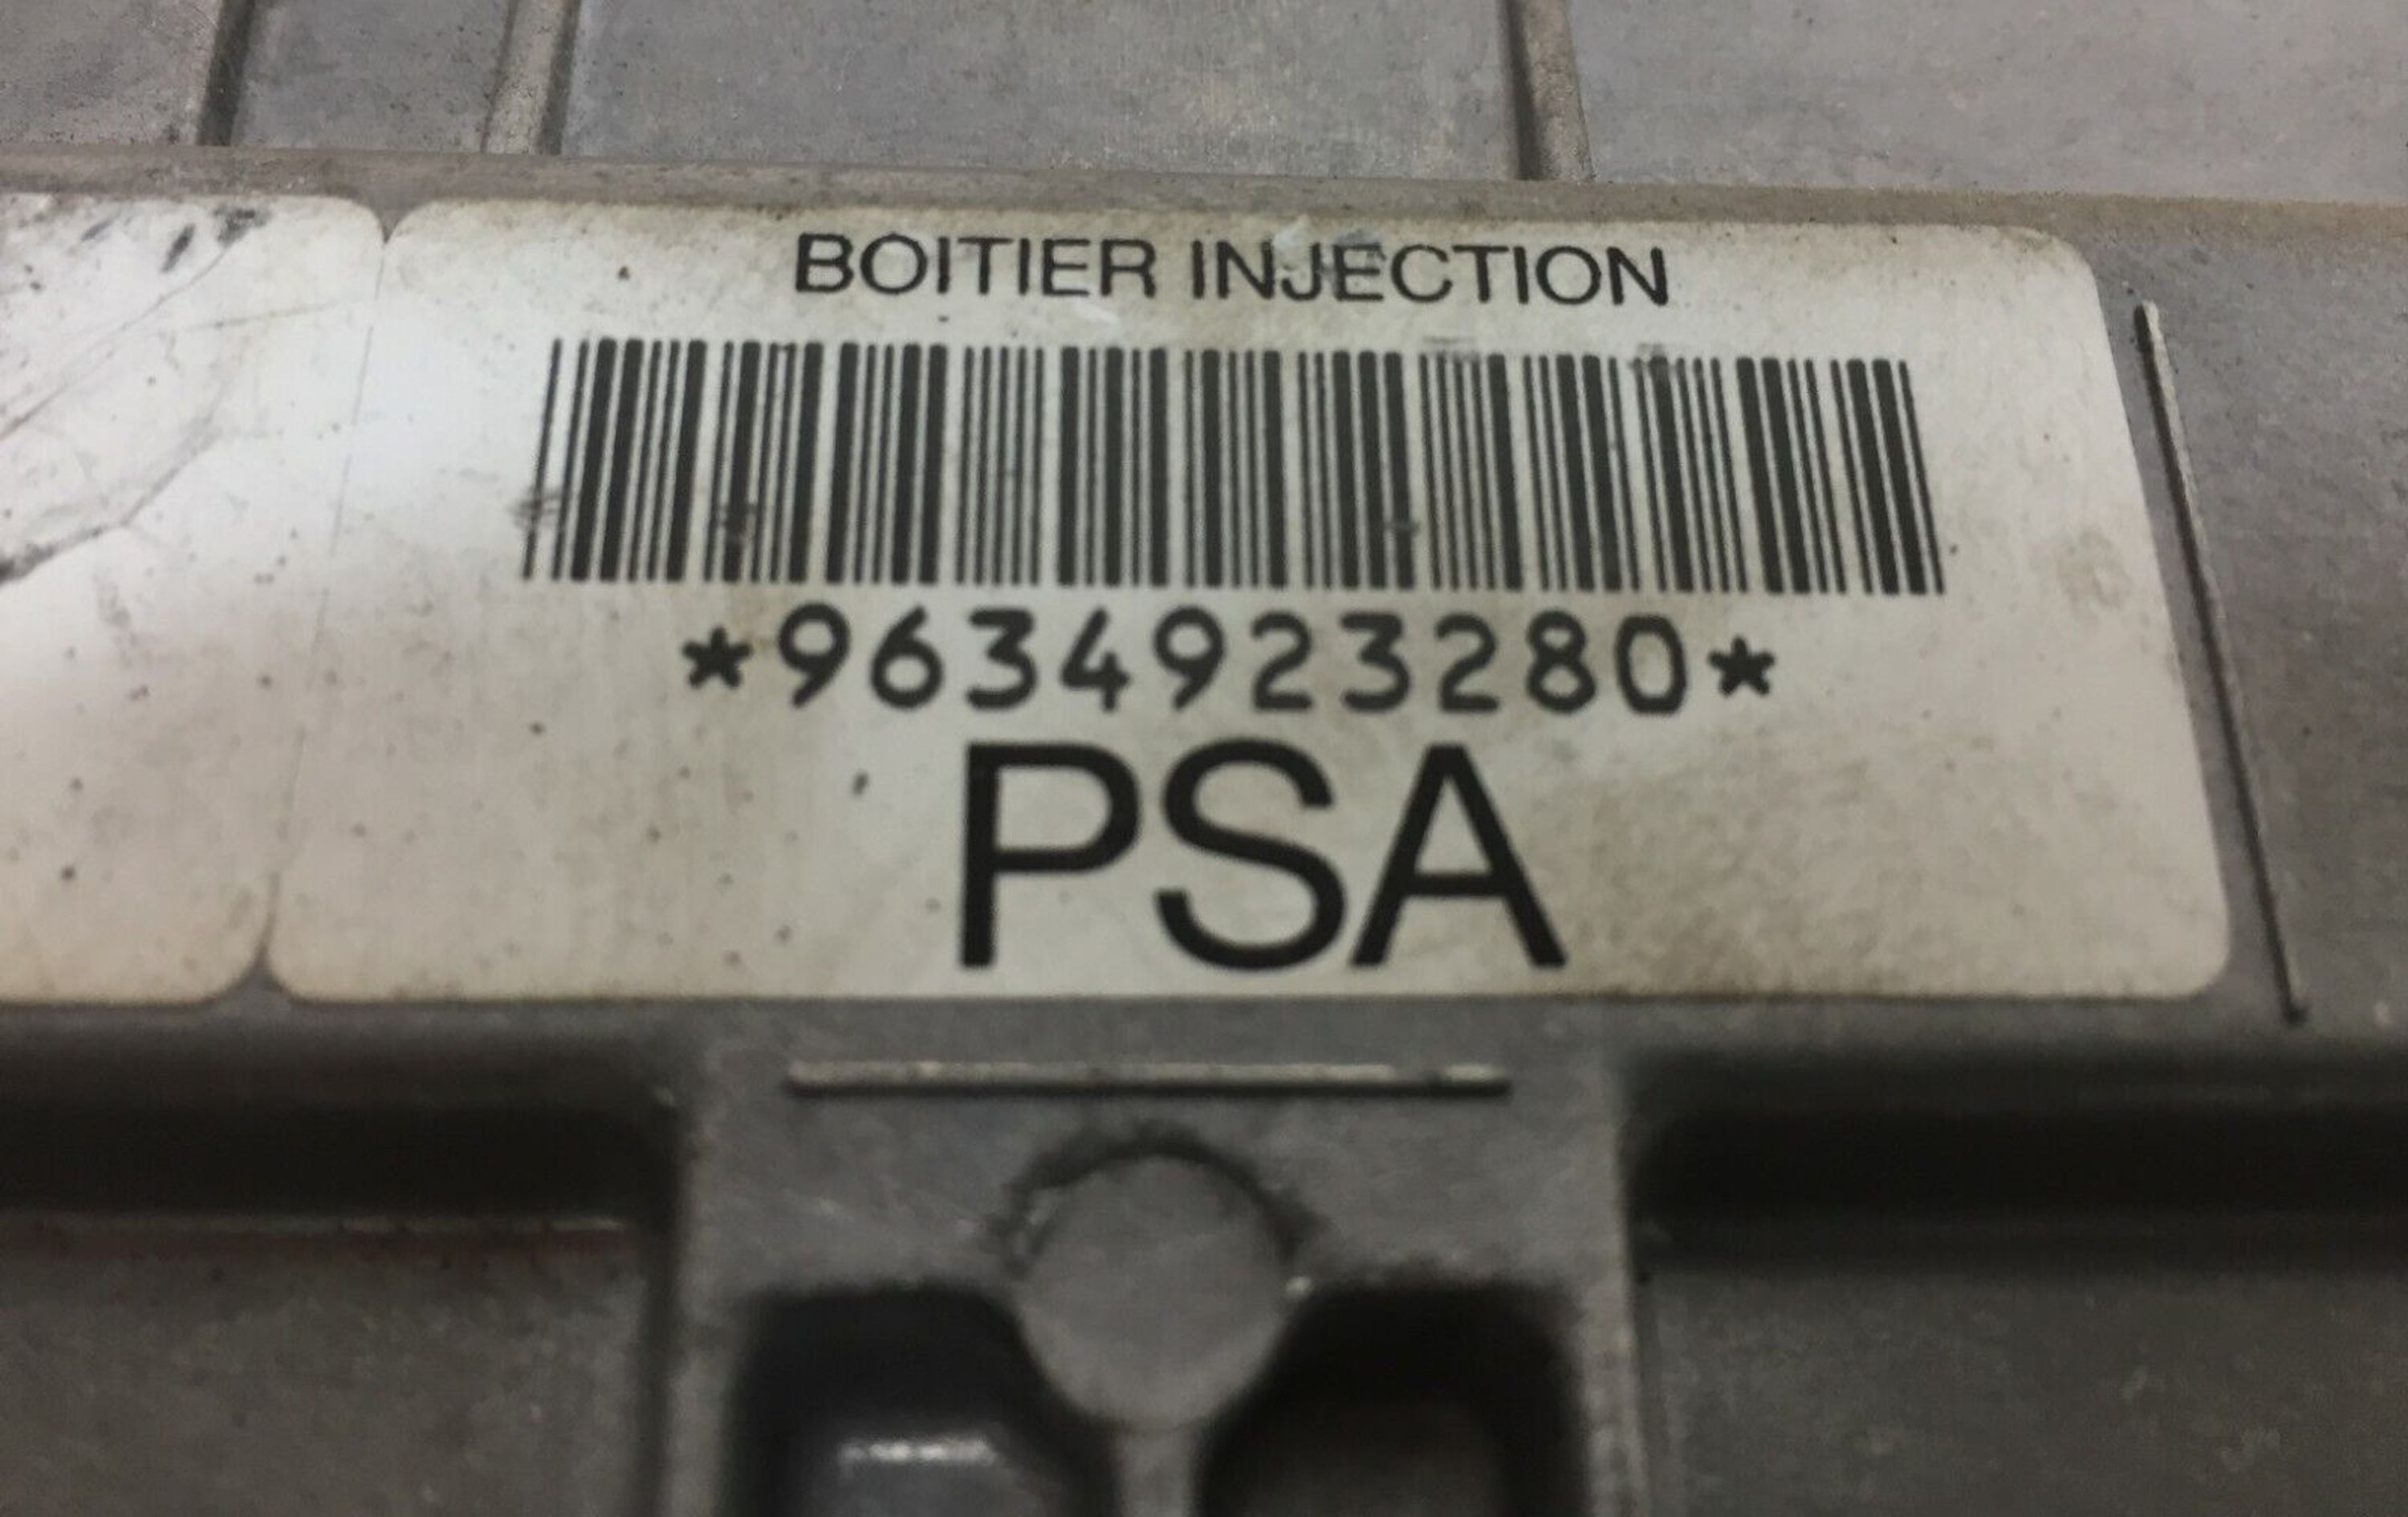 BOITIER INJECTION
*9634923280*
PSA